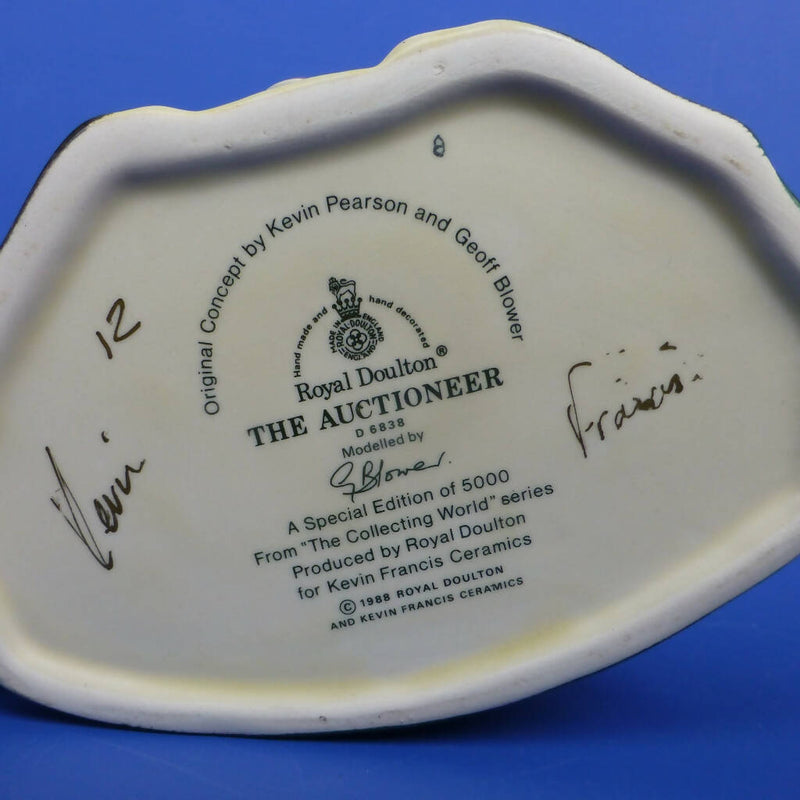 8
Original Concept by Kevin Pearson and Geoff Blower
12
Hand made and hand decorated
MADE IN ENGLAND
ROYAL DOULTON
ENGLAND
Royal Doulton®
THE AUCTIONEER
D 6838
Modelled by
G Blower.
Kevin
Francis
A Special Edition of 5000
From "The Collecting World" series
Produced by Royal Doulton
for Kevin Francis Ceramics
© 1988 ROYAL DOULTON
AND KEVIN FRANCIS CERAMICS